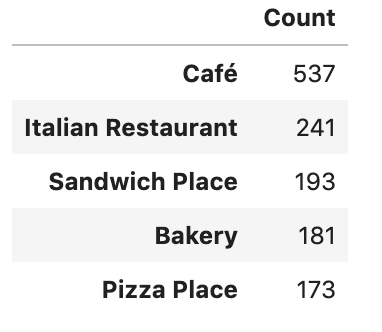 Count
Café 537
Italian Restaurant 241
Sandwich Place 193
Bakery 181
Pizza Place 173